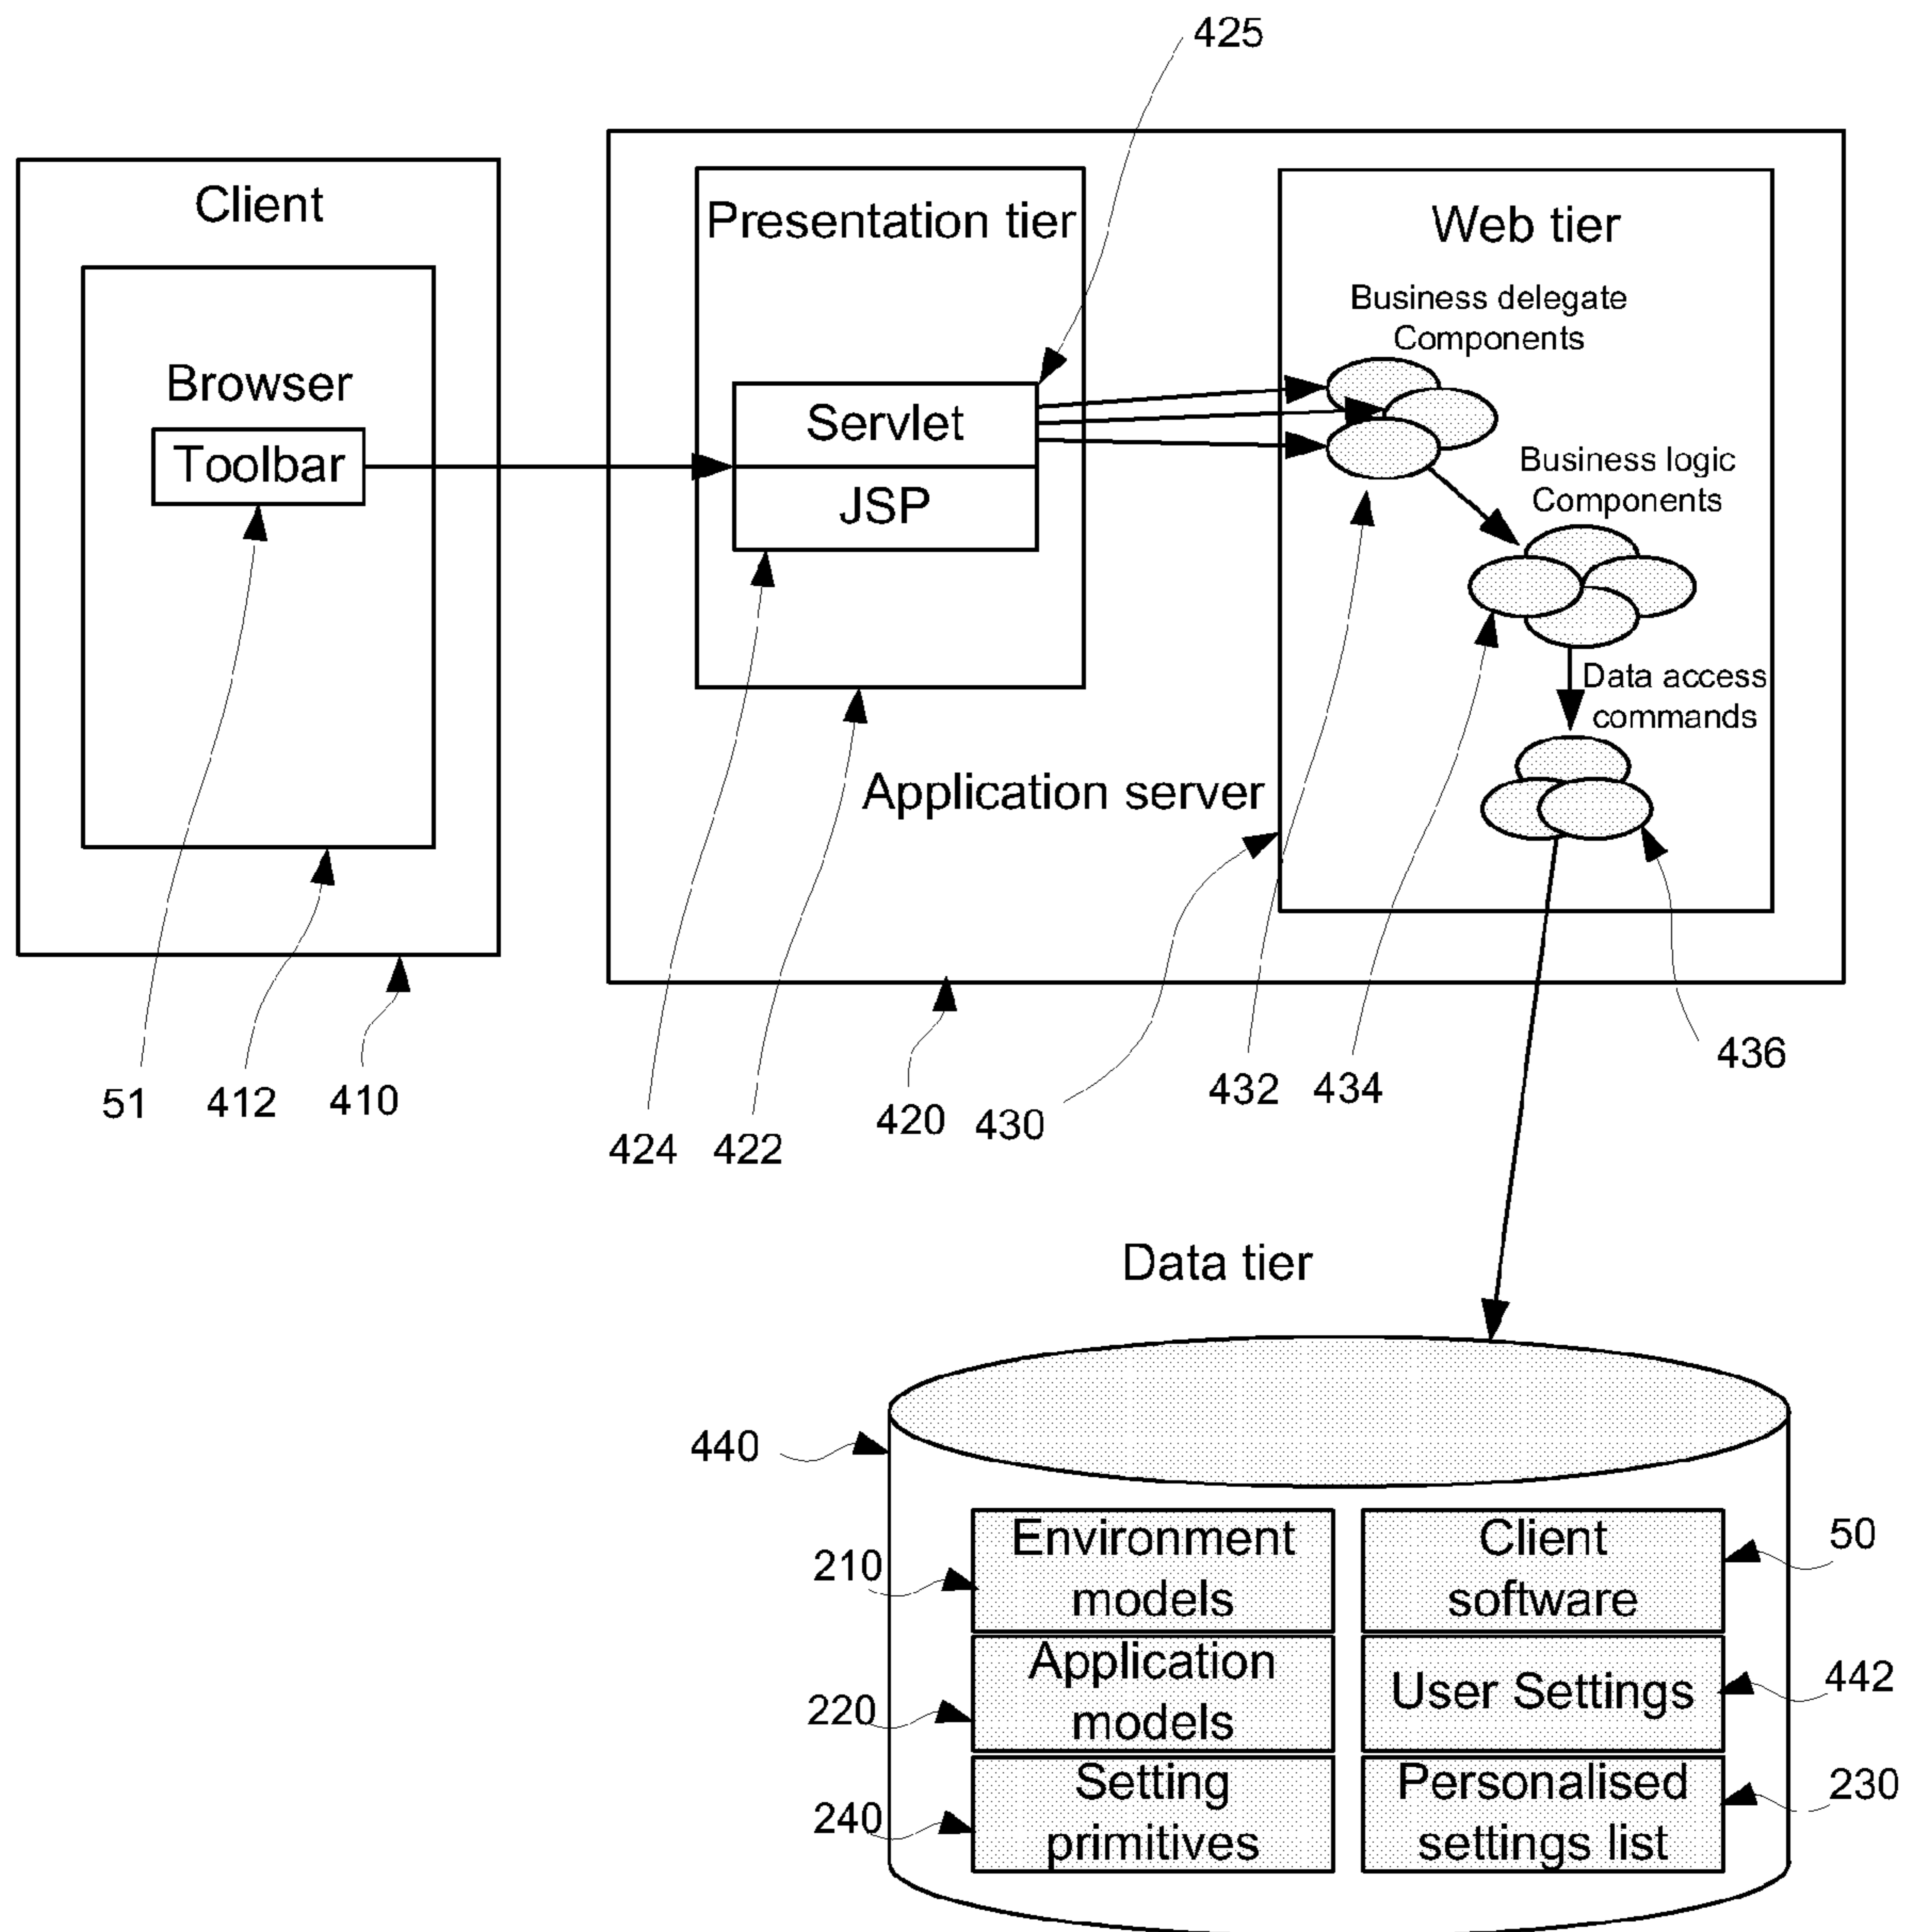 425
Client
Presentation tier
Web tier
Business delegate
Components
Browser
Toolbar
Servlet
JSP
Business logic
Components
Data access
commands
Application server
51
412
410
424
422
420
430
432
434
436
Data tier
440
Environment
models
Client
software
50
210
Application
models
User Settings
442
220
Setting
primitives
Personalised
settings list
230
240